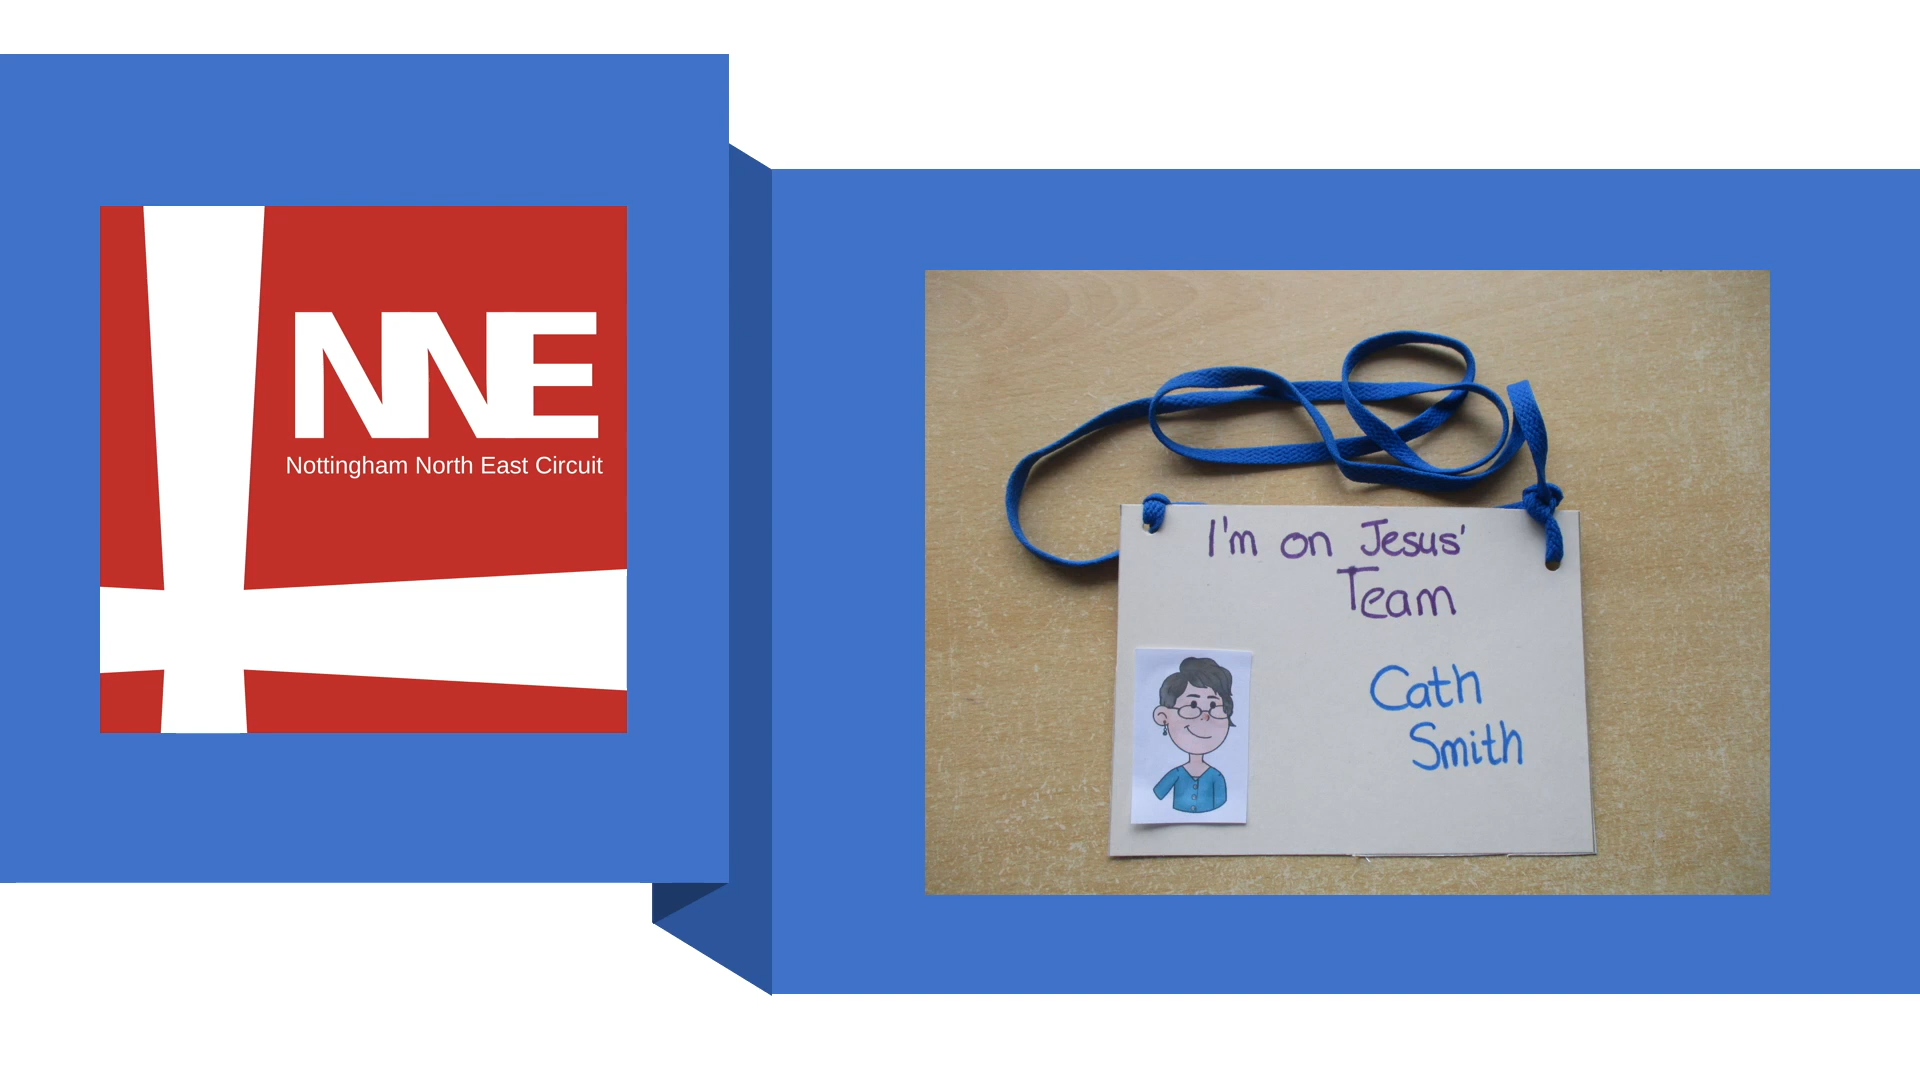 NNE
Nottingham North East Circuit
I'm on Jesus'
Team
Cath
Smith